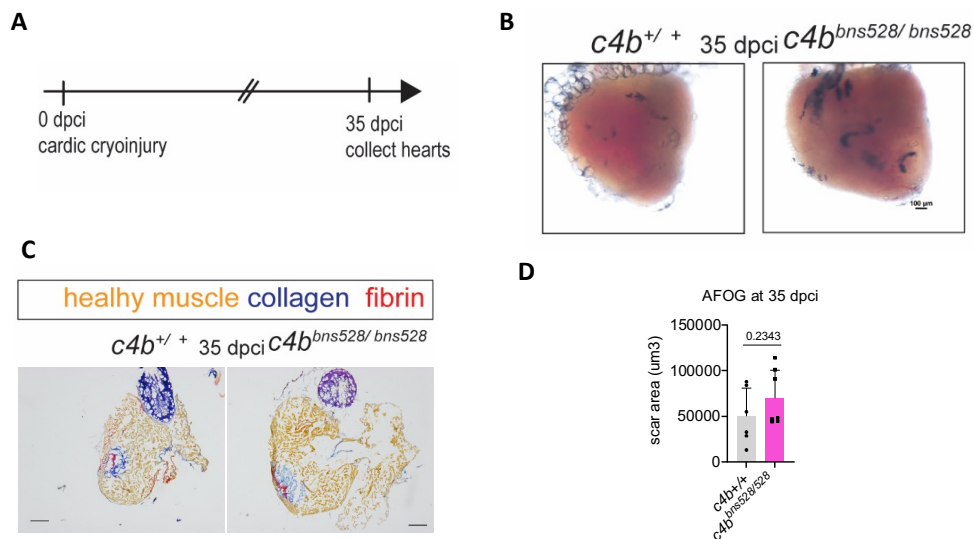 A
0 dpci
cardic cryoinjury
35 dpci
collect hearts
B
c4b+/ + 35 dpci c4bbns528/ bns528
100 µm
C
healhy muscle collagen fibrin
c4b+/ + 35 dpci c4bbns528/ bns528
D
AFOG at 35 dpci
scar area (um3)
150000
100000
50000
0
0.2343
c4b+/+
c4bbns528/528